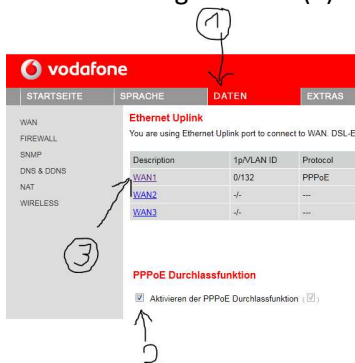 1
vodafone
STARTSEITE SPRACHE DATEN EXTRAS
WAN
FIREWALL
SNMP
DNS & DDNS
NAT
WIRELESS
Ethernet Uplink
You are using Ethernet Uplink port to connect to WAN. DSL-E
Description 1p/VLAN ID Protocol
WAN1 0/132 PPPoE
WAN2 -/- ---
WAN3 -/- ---
3
PPPoE Durchlassfunktion
Aktivieren der PPPoE Durchlassfunktion ( )